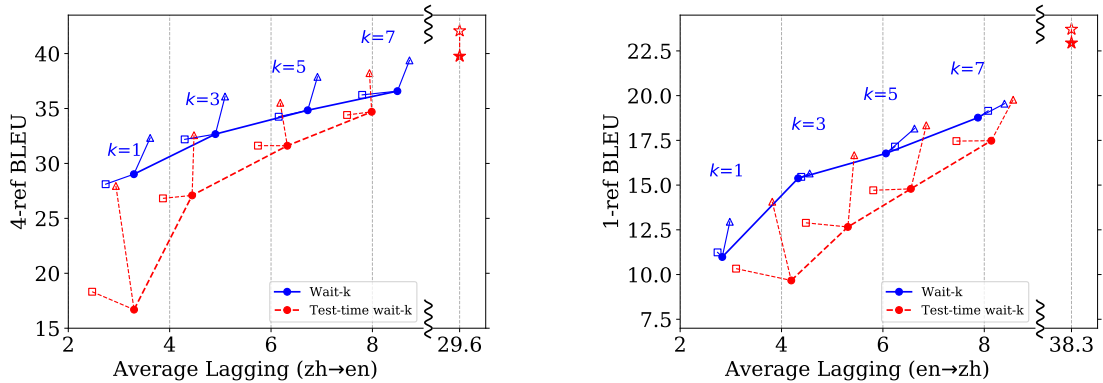 4-ref BLEU
40
35
30
25
20
15
k=1
k=3
k=5
k=7
Wait-k
Test-time wait-k
2
4
6
8
29.6
Average Lagging (zh→en)
1-ref BLEU
22.5
20.0
17.5
15.0
12.5
10.0
7.5
k=1
k=3
k=5
k=7
Wait-k
Test-time wait-k
2
4
6
8
38.3
Average Lagging (en→zh)